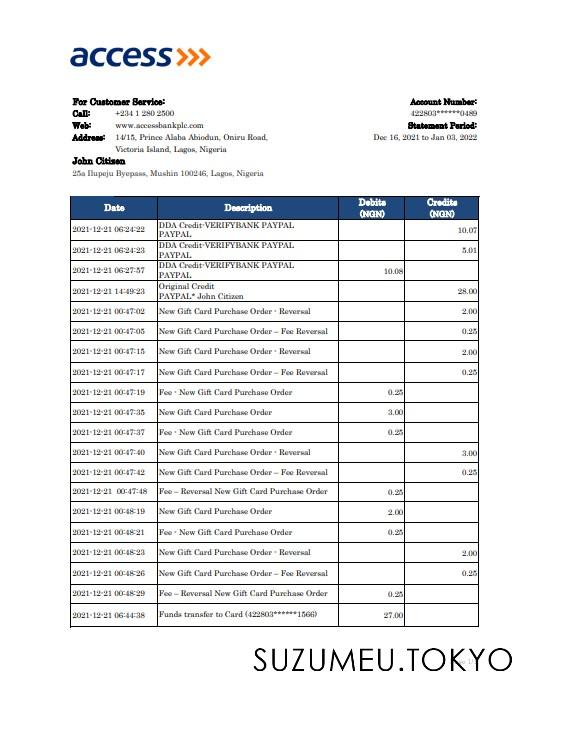 access
For Customer Service:
Call: +234 1 280 2500
Web: www.accessbankplc.com
Address: 14/15, Prince Alaba Abiodun, Oniru Road,
Victoria Island, Lagos, Nigeria
Account Number:
422803******0489
Statement Period:
Dec 16, 2021 to Jan 03, 2022
John Citizen
25a Ilupeju Byepass, Mushin 100246, Lagos, Nigeria
Date Description Debits (NGN) Credits (NGN)
2021-12-21 06:24:22 DDA Credit-VERIFYBANK PAYPAL PAYPAL 10.07
2021-12-21 06:24:23 DDA Credit-VERIFYBANK PAYPAL PAYPAL 5.01
2021-12-21 06:27:57 DDA Credit-VERIFYBANK PAYPAL PAYPAL 10.08
2021-12-21 14:49:23 Original Credit PAYPAL* John Citizen 28.00
2021-12-21 00:47:02 New Gift Card Purchase Order - Reversal 2.00
2021-12-21 00:47:05 New Gift Card Purchase Order – Fee Reversal 0.25
2021-12-21 00:47:15 New Gift Card Purchase Order - Reversal 2.00
2021-12-21 00:47:17 New Gift Card Purchase Order – Fee Reversal 0.25
2021-12-21 00:47:19 Fee - New Gift Card Purchase Order 0.25
2021-12-21 00:47:35 New Gift Card Purchase Order 3.00
2021-12-21 00:47:37 Fee - New Gift Card Purchase Order 0.25
2021-12-21 00:47:40 New Gift Card Purchase Order - Reversal 3.00
2021-12-21 00:47:42 New Gift Card Purchase Order – Fee Reversal 0.25
2021-12-21 00:47:48 Fee – Reversal New Gift Card Purchase Order 0.25
2021-12-21 00:48:19 New Gift Card Purchase Order 2.00
2021-12-21 00:48:21 Fee - New Gift Card Purchase Order 0.25
2021-12-21 00:48:23 New Gift Card Purchase Order - Reversal 2.00
2021-12-21 00:48:26 New Gift Card Purchase Order – Fee Reversal 0.25
2021-12-21 00:48:29 Fee – Reversal New Gift Card Purchase Order 0.25
2021-12-21 06:44:38 Funds transfer to Card (422803******1566) 27.00
SUZUMEU.TOKYO